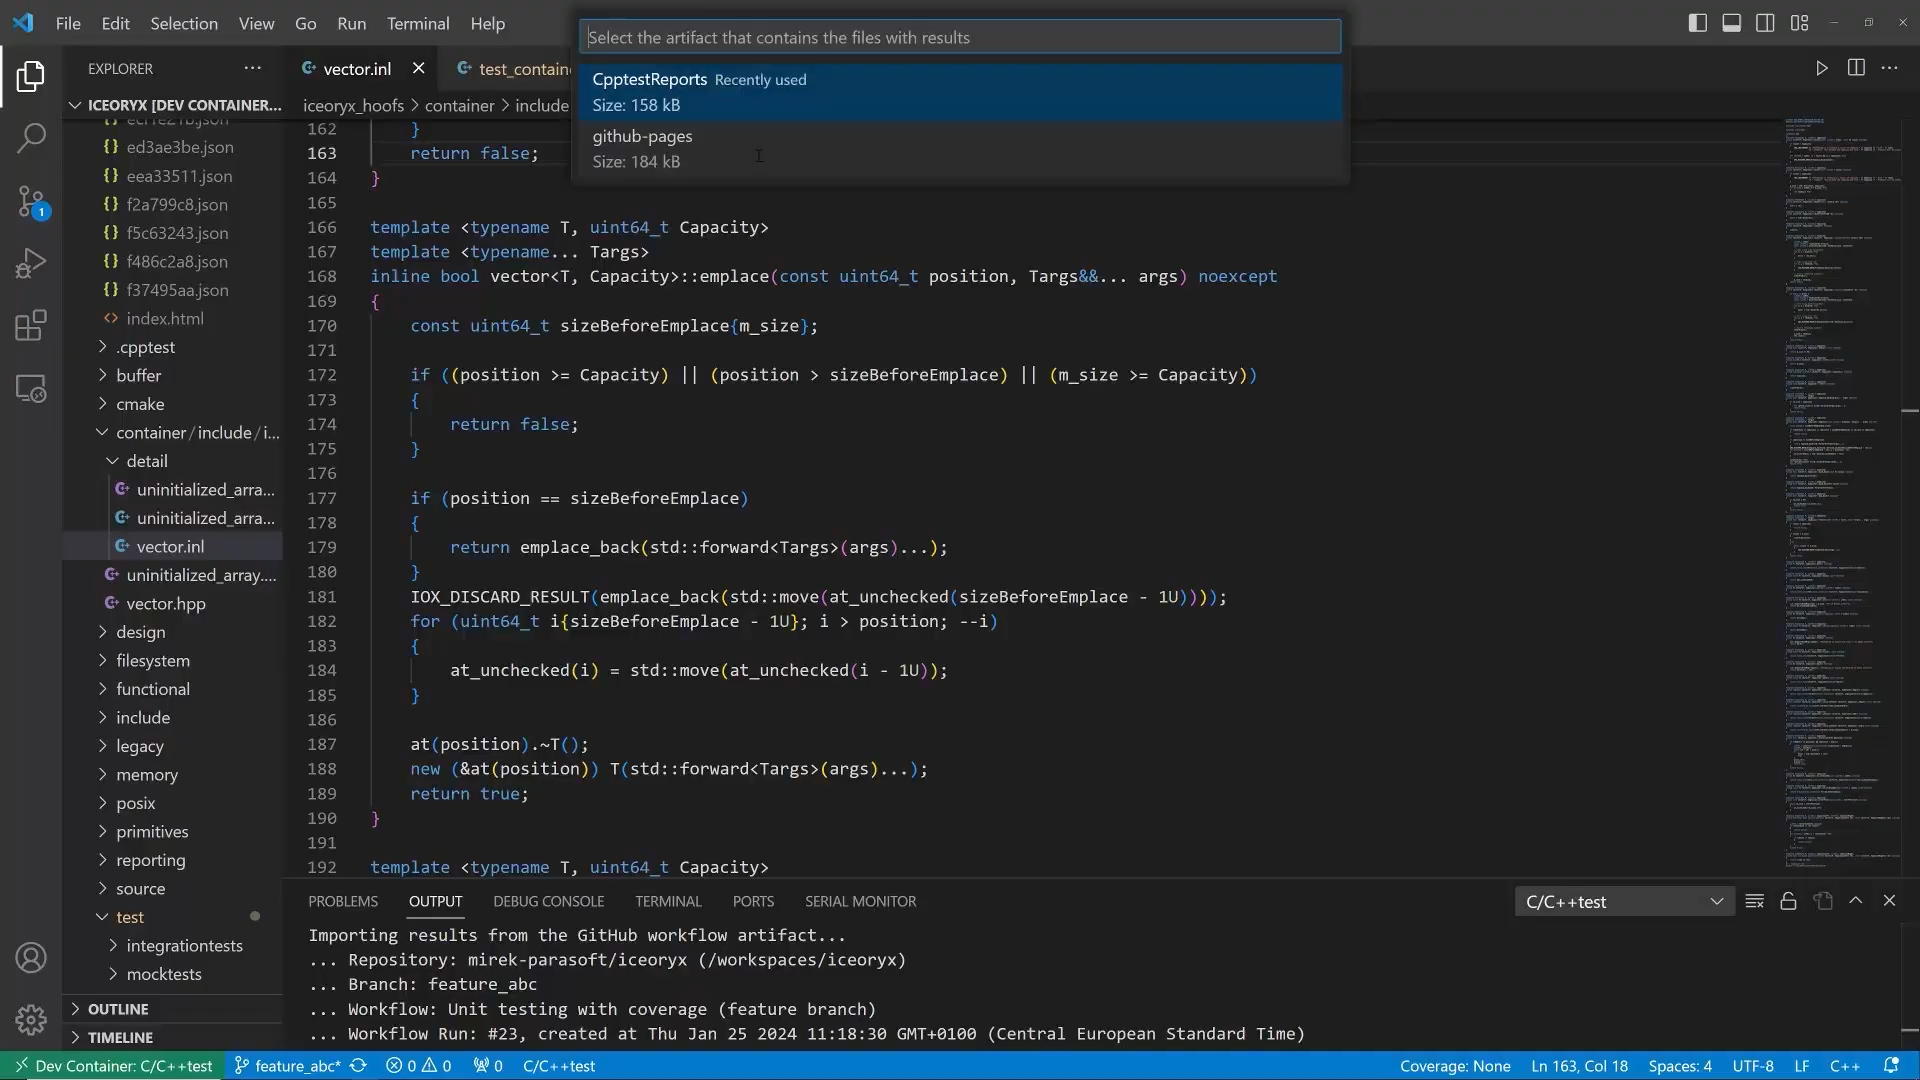 File Edit Selection View Go Run Terminal Help
Select the artifact that contains the files with results
CpptestReports Recently used
Size: 158 kB
github-pages
Size: 184 kB
EXPLORER ...
vector.inl
test_contain
ICEORYX [DEV CONTAINER...
iceoryx_hoofs > container > include
ecf1e21b.json
ed3ae3be.json
eea33511.json
f2a799c8.json
f5c63243.json
f486c2a8.json
f37495aa.json
index.html
.cpptest
buffer
cmake
container/include/i...
detail
uninitialized_arra...
uninitialized_arra...
vector.inl
uninitialized_array....
vector.hpp
design
filesystem
functional
include
legacy
memory
posix
primitives
reporting
source
test
integrationtests
mocktests
OUTLINE
TIMELINE
162 }
163 return false;
164 }
165
166 template <typename T, uint64_t Capacity>
167 template <typename... Targs>
168 inline bool vector<T, Capacity>::emplace(const uint64_t position, Targs&&... args) noexcept
169 {
170 const uint64_t sizeBeforeEmplace{m_size};
171
172 if ((position >= Capacity) || (position > sizeBeforeEmplace) || (m_size >= Capacity))
173 {
174 return false;
175 }
176
177 if (position == sizeBeforeEmplace)
178 {
179 return emplace_back(std::forward<Targs>(args)...);
180 }
181 IOX_DISCARD_RESULT(emplace_back(std::move(at_unchecked(sizeBeforeEmplace - 1U))));
182 for (uint64_t i{sizeBeforeEmplace - 1U}; i > position; --i)
183 {
184 at_unchecked(i) = std::move(at_unchecked(i - 1U));
185 }
186
187 at(position).~T();
188 new (&at(position)) T(std::forward<Targs>(args)...);
189 return true;
190 }
191
192 template <typename T, uint64_t Capacity>
PROBLEMS OUTPUT DEBUG CONSOLE TERMINAL PORTS SERIAL MONITOR
C/C++test
Importing results from the GitHub workflow artifact...
... Repository: mirek-parasoft/iceoryx (/workspaces/iceoryx)
... Branch: feature_abc
... Workflow: Unit testing with coverage (feature branch)
... Workflow Run: #23, created at Thu Jan 25 2024 11:18:30 GMT+0100 (Central European Standard Time)
1
Dev Container: C/C++test feature_abc* 0 0 0 C/C++test Coverage: None Ln 163, Col 18 Spaces: 4 UTF-8 LF C++